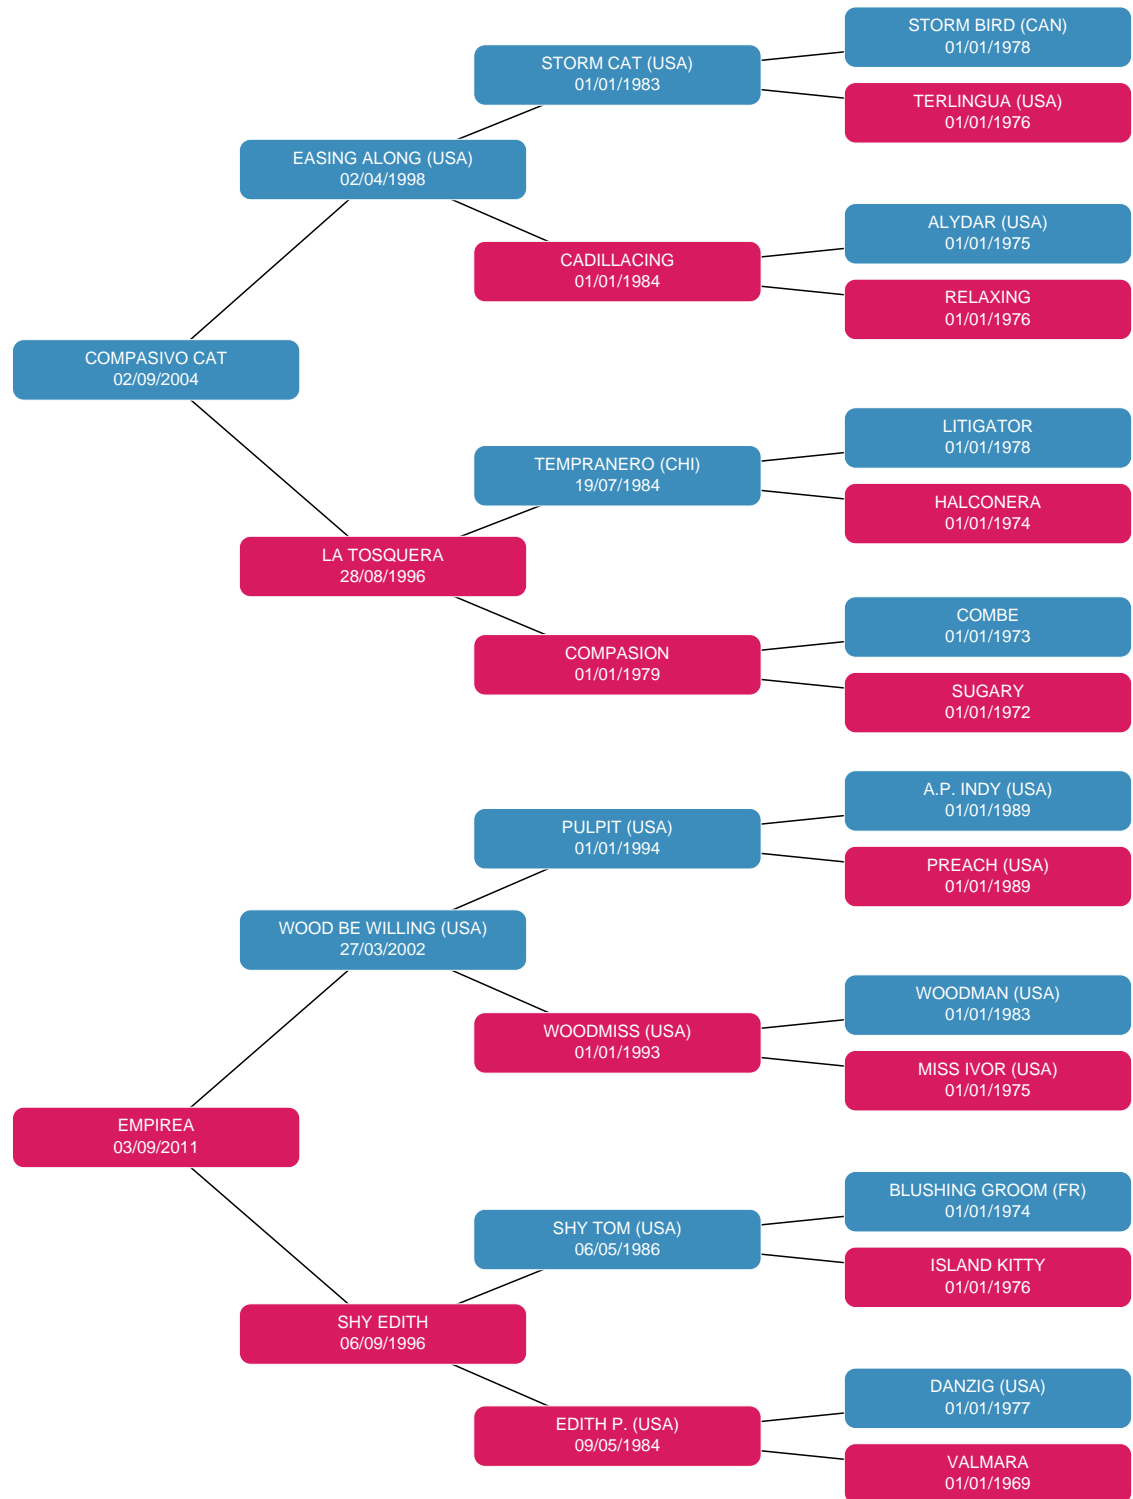 STORM BIRD (CAN)
01/01/1978
STORM CAT (USA)
01/01/1983
TERLINGUA (USA)
01/01/1976
EASING ALONG (USA)
02/04/1998
ALYDAR (USA)
01/01/1975
CADILLACING
01/01/1984
RELAXING
01/01/1976
COMPASIVO CAT
02/09/2004
LITIGATOR
01/01/1978
TEMPRANERO (CHI)
19/07/1984
HALCONERA
01/01/1974
LA TOSQUERA
28/08/1996
COMBE
01/01/1973
COMPASION
01/01/1979
SUGARY
01/01/1972
A.P. INDY (USA)
01/01/1989
PULPIT (USA)
01/01/1994
PREACH (USA)
01/01/1989
WOOD BE WILLING (USA)
27/03/2002
WOODMAN (USA)
01/01/1983
WOODMISS (USA)
01/01/1993
MISS IVOR (USA)
01/01/1975
EMPIREA
03/09/2011
BLUSHING GROOM (FR)
01/01/1974
SHY TOM (USA)
06/05/1986
ISLAND KITTY
01/01/1976
SHY EDITH
06/09/1996
DANZIG (USA)
01/01/1977
EDITH P. (USA)
09/05/1984
VALMARA
01/01/1969